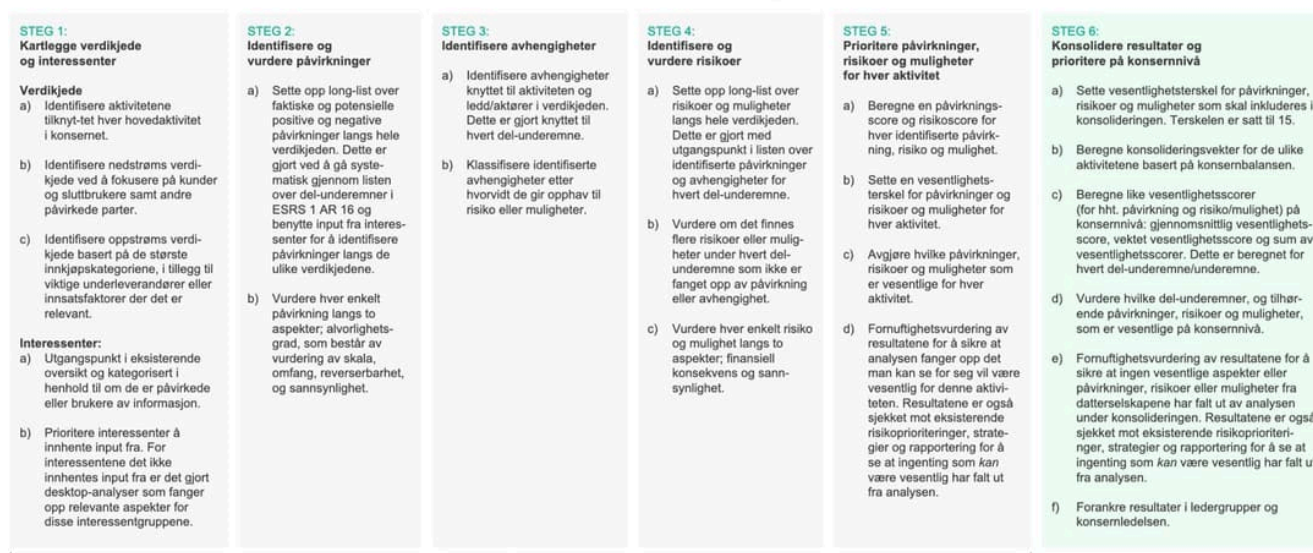 STEG 1:
Kartlegge verdikjede
og interessenter
Verdikjede
a) Identifisere aktivitetene
tilknyt-tet hver hovedaktivitet
i konsernet.
b) Identifisere nedstrøms verdi-
kjede ved å fokusere på kunder
og sluttbrukere samt andre
påvirkede parter.
c) Identifisere oppstrøms verdi-
kjede basert på de største
innkjøpskategoriene, i tillegg til
viktige underleverandører eller
innsatsfaktorer der det er
relevant.
Interessenter:
a) Utgangspunkt i eksisterende
oversikt og kategorisert i
henhold til om de er påvirkede
eller brukere av informasjon.
b) Prioritere interessenter å
innhente input fra. For
interessentene det ikke
innhentes input fra er det gjort
desktop-analyser som fanger
opp relevante aspekter for
disse interessentgruppene.
STEG 2:
Identifisere og
vurdere påvirkninger
a) Sette opp long-list over
faktiske og potensielle
positive og negative
påvirkninger langs hele
verdikjeden. Dette er
gjort ved å gå syste-
matisk gjennom listen
over del-underemner i
ESRS 1 AR 16 og
benytte input fra interes-
senter for å identifisere
påvirkninger langs de
ulike verdikjedene.
b) Vurdere hver enkelt
påvirkning langs to
aspekter; alvorlighets-
grad, som består av
vurdering av skala,
omfang, reverserbarhet,
og sannsynlighet.
STEG 3:
Identifisere avhengigheter
a) Identifisere avhengigheter
knyttet til aktiviteten og
ledd/aktører i verdikjeden.
Dette er gjort knyttet til
hvert del-underemne.
b) Klassifisere identifiserte
avhengigheter etter
hvorvidt de gir opphav til
risiko eller muligheter.
STEG 4:
Identifisere og
vurdere risikoer
a) Sette opp long-list over
risikoer og muligheter
langs hele verdikjeden.
Dette er gjort med
utgangspunkt i listen over
identifiserte påvirkninger
og avhengigheter for
hvert del-underemne.
b) Vurdere om det finnes
flere risikoer eller mulig-
heter under hvert del-
underemne som ikke er
fanget opp av påvirkning
eller avhengighet.
c) Vurdere hver enkelt risiko
og mulighet langs to
aspekter; finansiell
konsekvens og sann-
synlighet.
STEG 5:
Prioritere påvirkninger,
risikoer og muligheter
for hver aktivitet
a) Beregne en påvirknings-
score og risikoscore for
hver identifiserte påvirk-
ning, risiko og mulighet.
b) Sette en vesentlighets-
terskel for påvirkninger og
risikoer og muligheter for
hver aktivitet.
c) Avgjøre hvilke påvirkninger,
risikoer og muligheter som
er vesentlige for hver
aktivitet.
d) Fornuftighetsvurdering av
resultatene for å sikre at
analysen fanger opp det
man kan se for seg vil være
vesentlig for denne aktivi-
teten. Resultatene er også
sjekket mot eksisterende
risikoprioriteringer, strate-
gier og rapportering for å
se at ingenting som kan
være vesentlig har falt ut
fra analysen.
STEG 6:
Konsolidere resultater og
prioritere på konsernnivå
a) Sette vesentlighetsterskel for påvirkninger,
risikoer og muligheter som skal inkluderes i
konsolideringen. Terskelen er satt til 15.
b) Beregne konsolideringsvekter for de ulike
aktivitetene basert på konsernbalansen.
c) Beregne like vesentlighetsscorer
(for hht. påvirkning og risiko/mulighet) på
konsernnivå: gjennomsnittlig vesentlighets-
score, vektet vesentlighetsscore og sum av
vesentlighetsscorer. Dette er beregnet for
hvert del-underemne/underemne.
d) Vurdere hvilke del-underemner, og tilhør-
ende påvirkninger, risikoer og muligheter,
som er vesentlige på konsernnivå.
e) Fornuftighetsvurdering av resultatene for å
sikre at ingen vesentlige aspekter eller
påvirkninger, risikoer eller muligheter fra
datterselskapene har falt ut av analysen
under konsolideringen. Resultatene er også
sjekket mot eksisterende risikoprioriteri-
nger, strategier og rapportering for å se at
ingenting som kan være vesentlig har falt ut
fra analysen.
f) Forankre resultater i ledergrupper og
konsernledelsen.